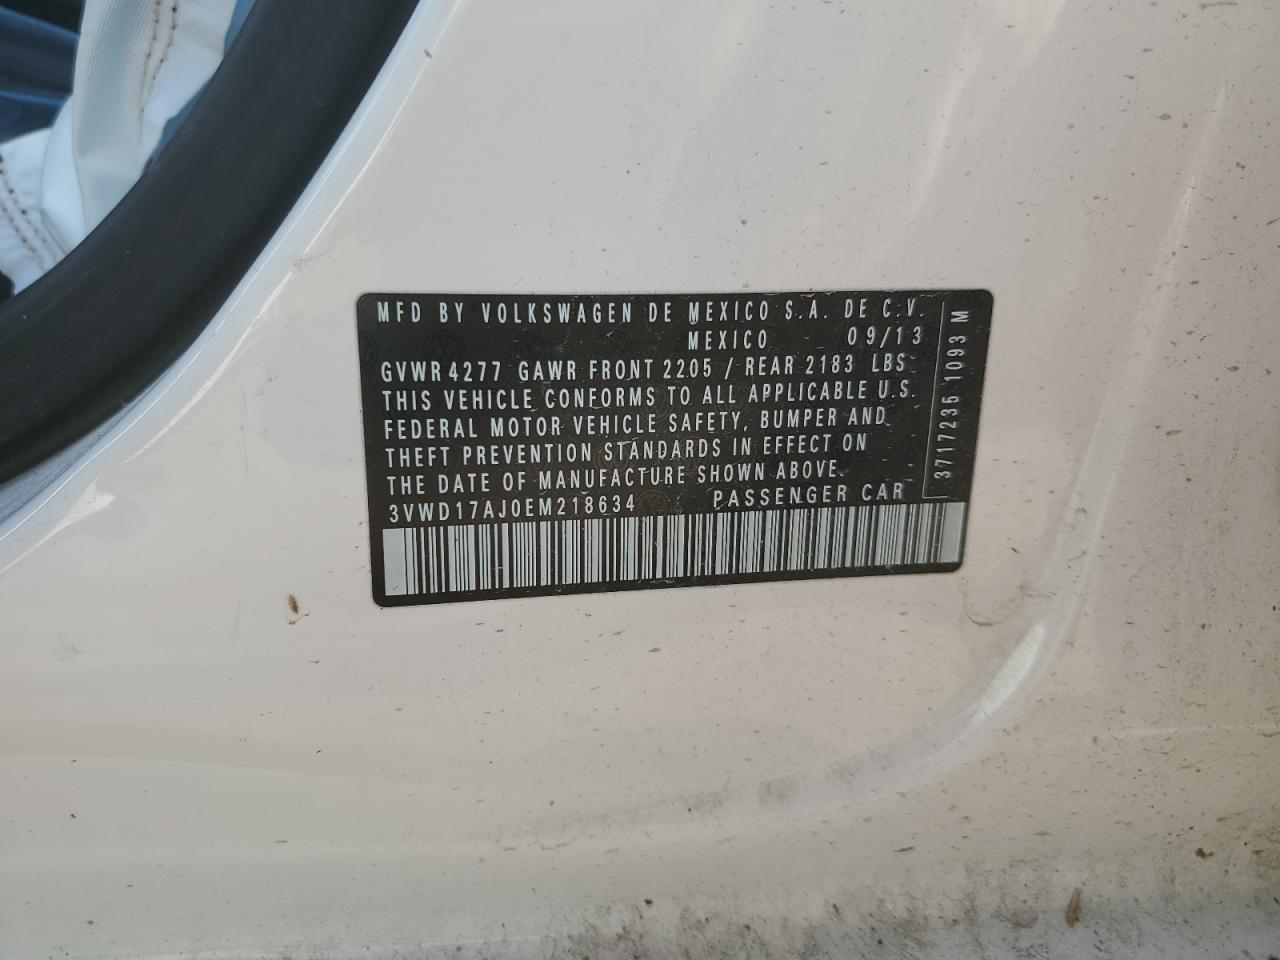 MFD BY VOLKSWAGEN DE MEXICO S.A. DE C.V.
MEXICO 09/13
GVWR 4277 GAWR FRONT 2205 / REAR 2183 LBS
THIS VEHICLE CONFORMS TO ALL APPLICABLE U.S.
FEDERAL MOTOR VEHICLE SAFETY, BUMPER AND
THEFT PREVENTION STANDARDS IN EFFECT ON
THE DATE OF MANUFACTURE SHOWN ABOVE.
3VWD17AJ0EM218634 PASSENGER CAR
3717235 1093 M